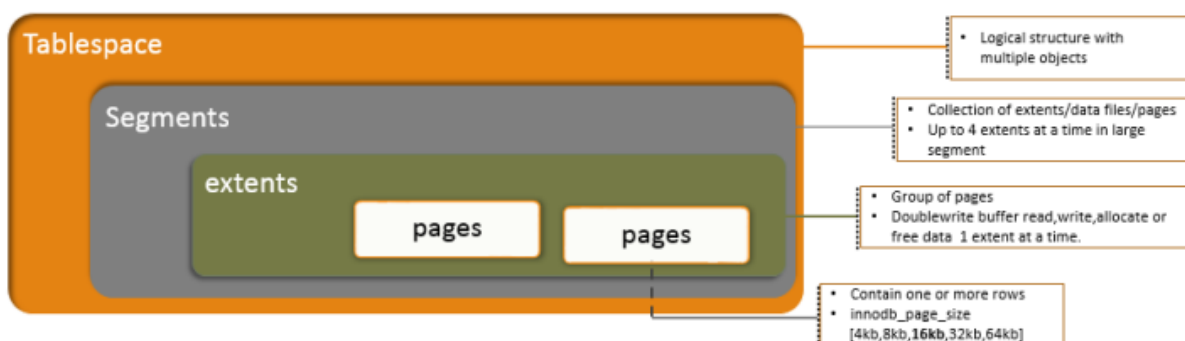 Tablespace
• Logical structure with
multiple objects
Segments
• Collection of extents/data files/pages
• Up to 4 extents at a time in large
segment
extents
• Group of pages
• Doublewrite buffer read,write,allocate or
free data 1 extent at a time.
pages
pages
• Contain one or more rows
• innodb_page_size
[4kb,8kb,16kb,32kb,64kb]